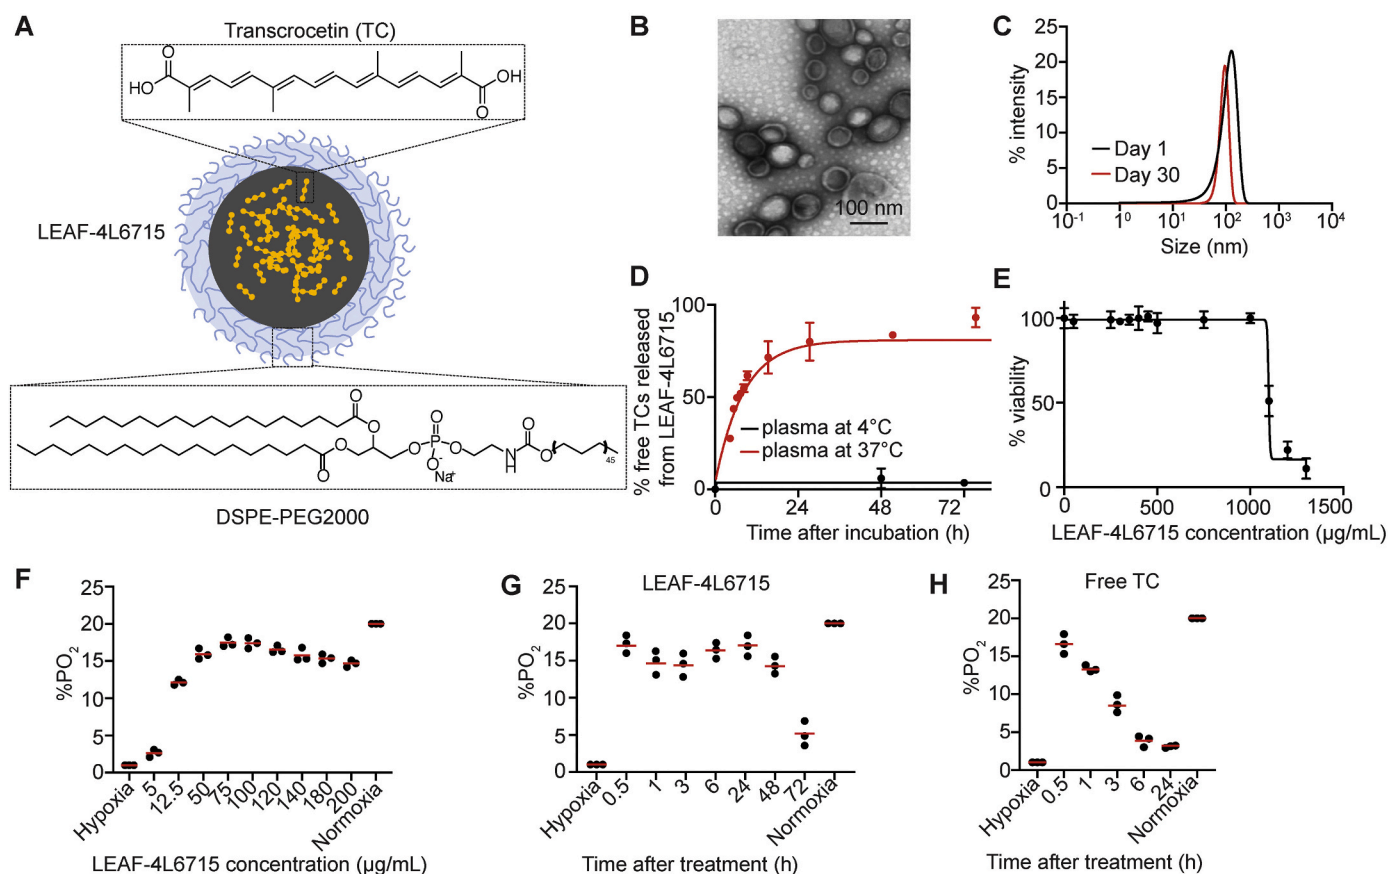 A
Transcrocetin (TC)
O
HO
OH
O
LEAF-4L6715
O
O
O
O
O
P
O
O
O-
Na+
N
H
O
O
45
DSPE-PEG2000
B
100 nm
C
% intensity
25
20
15
10
5
0
Day 1
Day 30
10-1
100
101
102
103
104
Size (nm)
D
% free TCs released
from LEAF-4L6715
100
50
0
plasma at 4°C
plasma at 37°C
0
24
48
72
Time after incubation (h)
E
% viability
100
50
0
0
500
1000
1500
LEAF-4L6715 concentration (µg/mL)
F
%PO2
25
20
15
10
5
0
Hypoxia
5
12.5
50
75
100
120
140
180
200
Normoxia
LEAF-4L6715 concentration (µg/mL)
G
LEAF-4L6715
%PO2
25
20
15
10
5
0
Hypoxia
0.5
1
3
6
24
48
72
Normoxia
Time after treatment (h)
H
Free TC
%PO2
25
20
15
10
5
0
Hypoxia
0.5
1
3
6
24
Normoxia
Time after treatment (h)